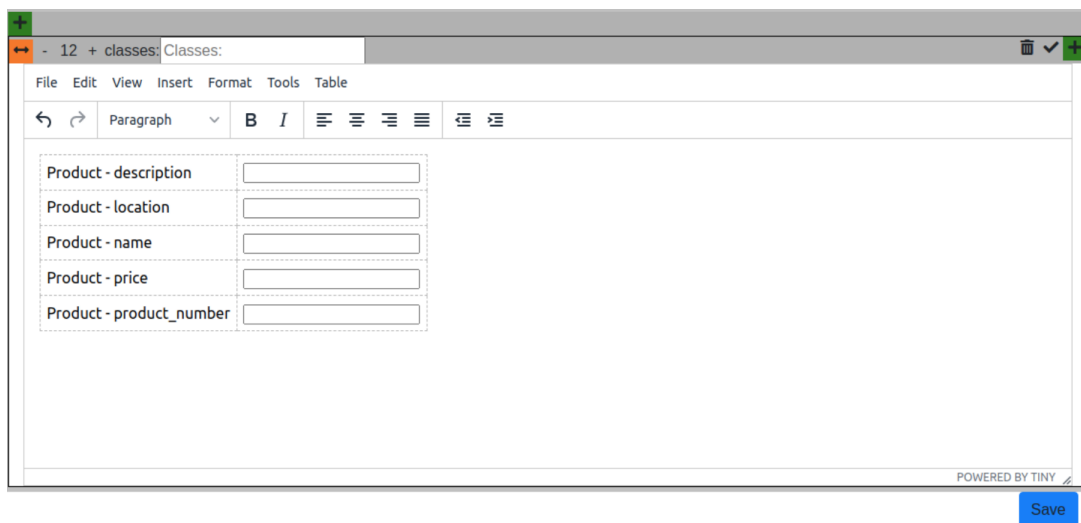 - 12 + classes: Classes:
File Edit View Insert Format Tools Table
Paragraph B I
Product - description
Product - location
Product - name
Product - price
Product - product_number
POWERED BY TINY
Save